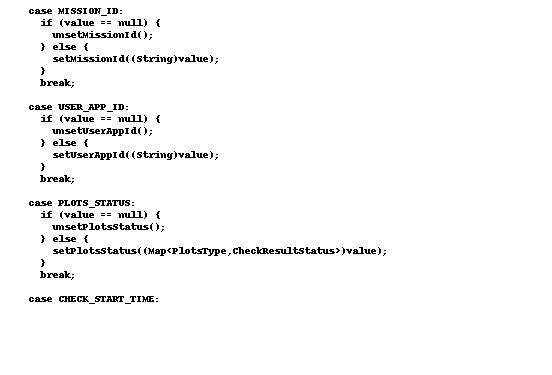 case MISSION_ID:
if (value == null) {
unsetMissionId();
} else {
setMissionId((String)value);
}
break;
case USER_APP_ID:
if (value == null) {
unsetUserAppId();
} else {
setUserAppId((String)value);
}
break;
case PLOTS_STATUS:
if (value == null) {
unsetPlotsStatus();
} else {
setPlotsStatus((Map<PlotsType,CheckResultStatus>)value);
}
break;
case CHECK_START_TIME: